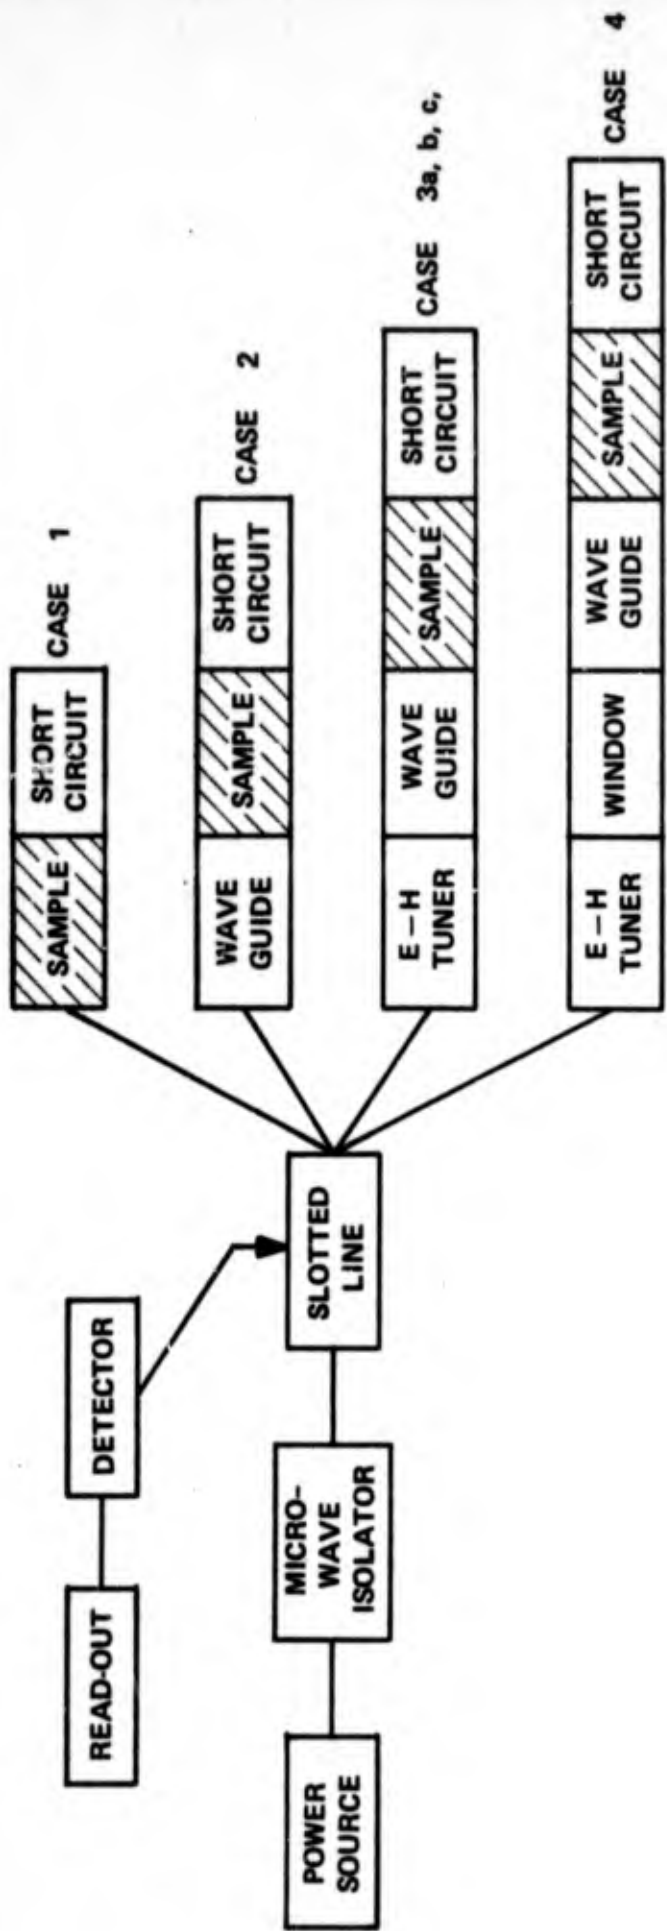 READ-OUT
DETECTOR
POWER
SOURCE
MICRO-
WAVE
ISOLATOR
SLOTTED
LINE
SAMPLE
SHORT
CIRCUIT
CASE 1
WAVE
GUIDE
SAMPLE
SHORT
CIRCUIT
CASE 2
E-H
TUNER
WAVE
GUIDE
SAMPLE
SHORT
CIRCUIT
CASE 3a, b, c,
E-H
TUNER
WINDOW
WAVE
GUIDE
SAMPLE
SHORT
CIRCUIT
CASE 4